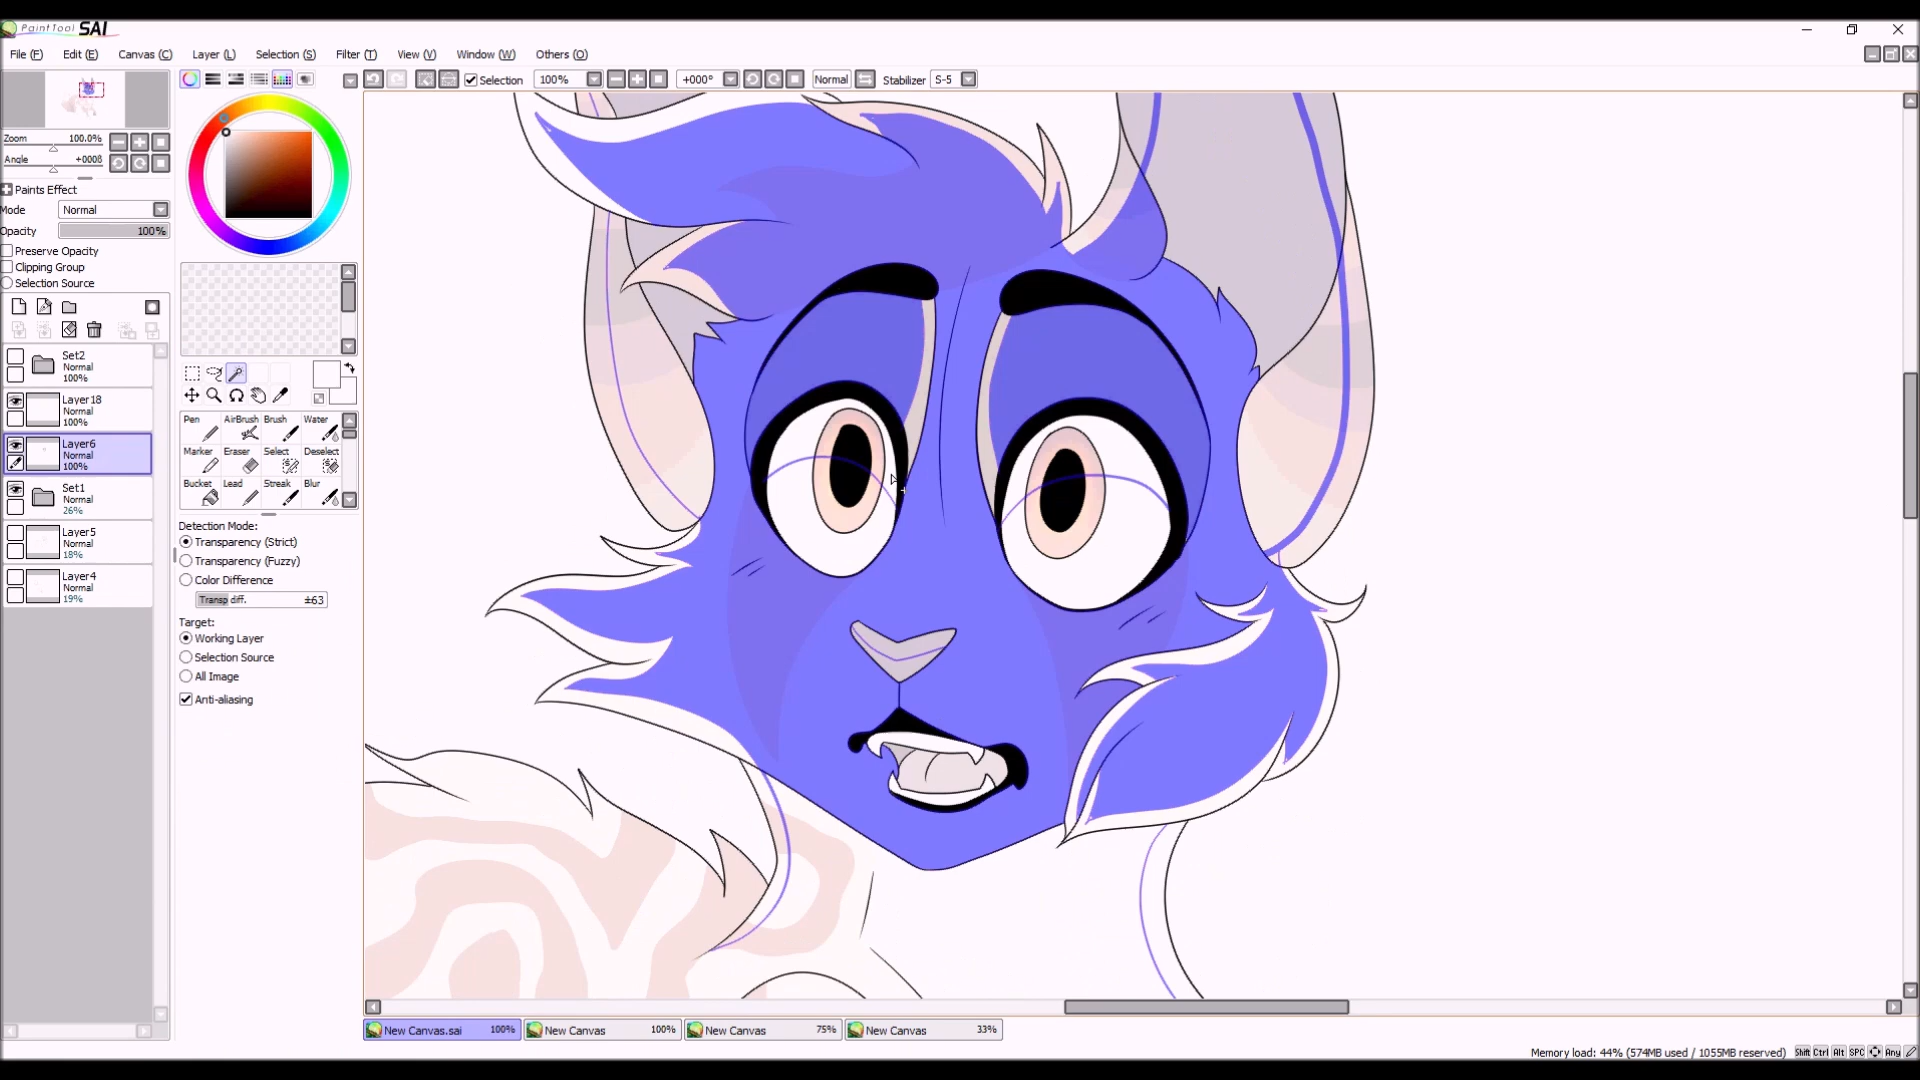 PaintTool SAI
File (F) Edit (E) Canvas (C) Layer (L) Selection (S) Filter (T) View (V) Window (W) Others (O)
Selection 100% +000° Normal Stabilizer S-5
Zoom 100.0%
Angle +000ß
Paints Effect
Mode Normal
Opacity 100%
Preserve Opacity
Clipping Group
Selection Source
Set2
Normal
100%
Layer18
Normal
100%
Layer6
Normal
100%
Set1
Normal
26%
Layer5
Normal
18%
Layer4
Normal
19%
Pen AirBrush Brush Water
Marker Eraser Select Deselect
Bucket Lead Streak Blur
Detection Mode:
Transparency (Strict)
Transparency (Fuzzy)
Color Difference
Transp diff. ±63
Target:
Working Layer
Selection Source
All Image
Anti-aliasing
New Canvas.sai 100% New Canvas 100% New Canvas 75% New Canvas 33%
Memory load: 44% (574MB used / 1055MB reserved) Shift Ctrl Alt SPC Any